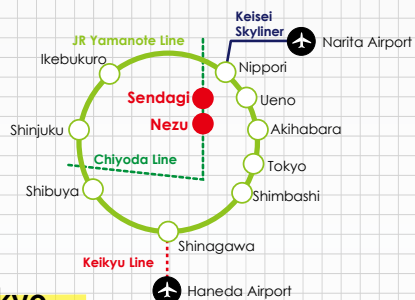 Keisei
Skyliner
JR Yamanote Line
Narita Airport
Ikebukuro
Nippori
Sendagi
Ueno
Nezu
Shinjuku
Akihabara
Chiyoda Line
Tokyo
Shibuya
Shimbashi
Shinagawa
Keikyu Line
Haneda Airport